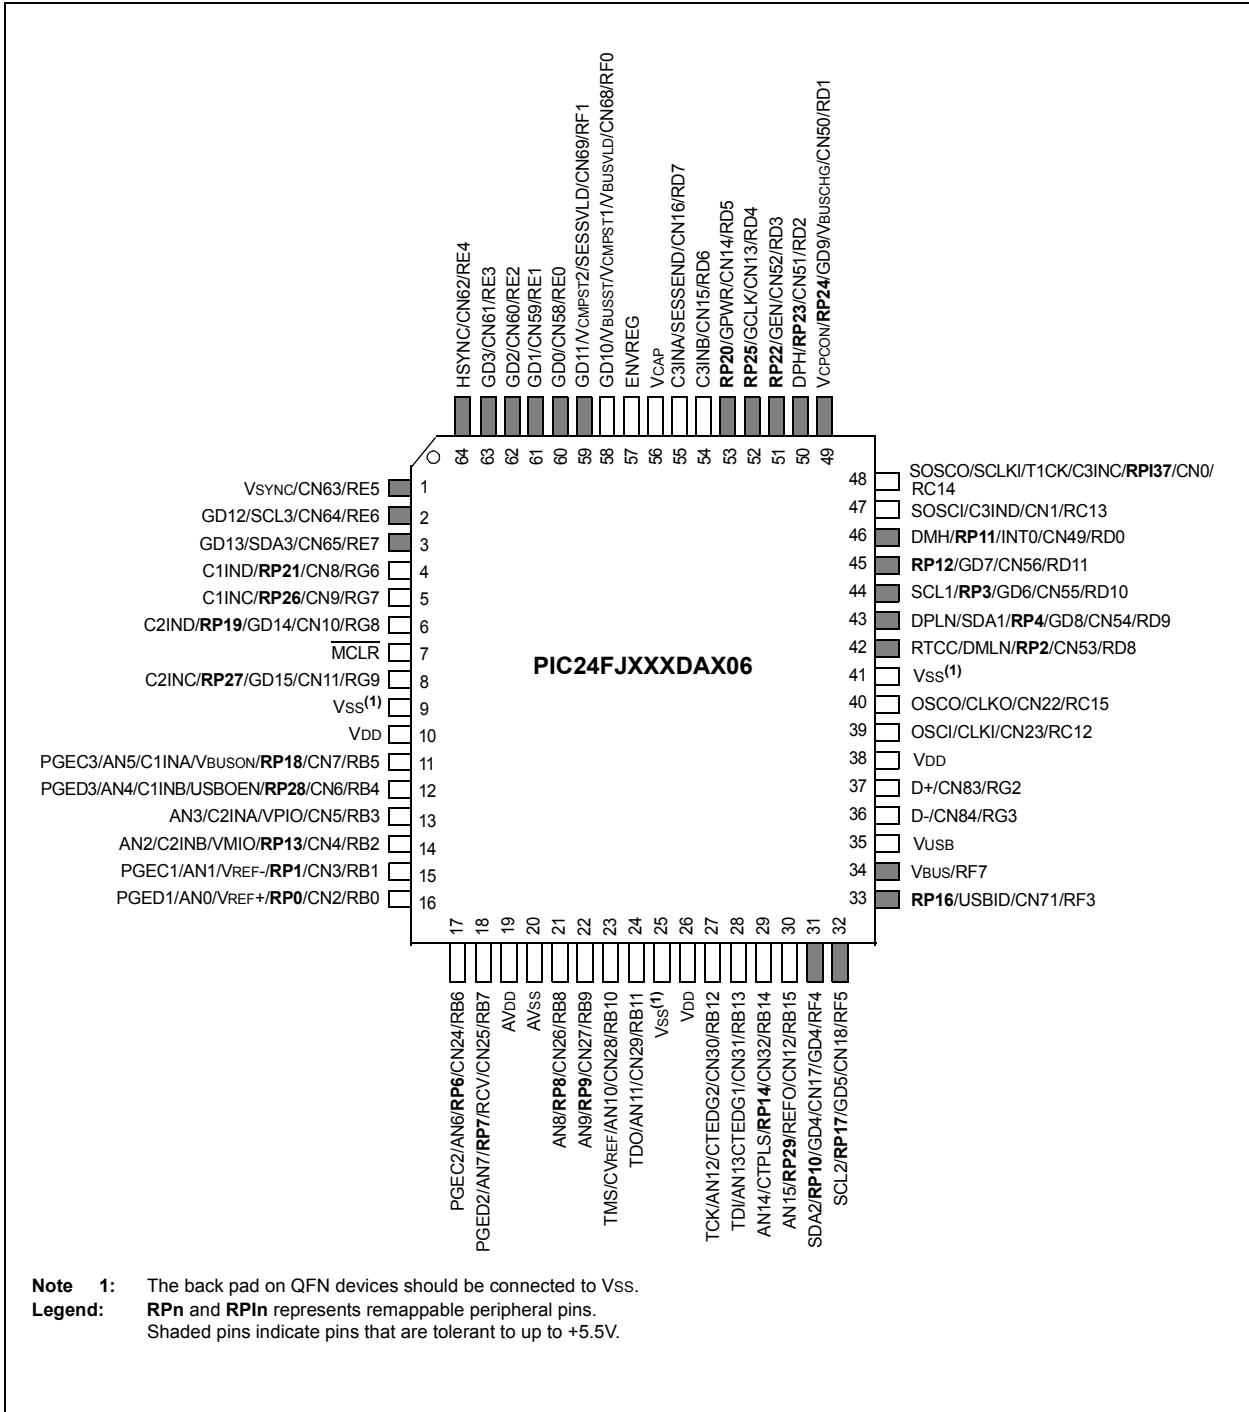 HSYNC/CN62/RE4
GD3/CN61/RE3
GD2/CN60/RE2
GD1/CN59/RE1
GD0/CN58/RE0
GD11/VCMPST2/SESSVLD/CN69/RF1
GD10/VBUSST/VCMPST1/VBUSVLD/CN68/RF0
ENVREG
VCAP
C3INA/SESSEND/CN16/RD7
C3INB/CN15/RD6
RP20/GPWR/CN14/RD5
RP25/GCLK/CN13/RD4
RP22/GEN/CN52/RD3
DPH/RP23/CN51/RD2
VCPCON/RP24/GD9/VBUSCHG/CN50/RD1
64 63 62 61 60 59 58 57 56 55 54 53 52 51 50 49
VSYNC/CN63/RE5 1
GD12/SCL3/CN64/RE6 2
GD13/SDA3/CN65/RE7 3
C1IND/RP21/CN8/RG6 4
C1INC/RP26/CN9/RG7 5
C2IND/RP19/GD14/CN10/RG8 6
MCLR 7
C2INC/RP27/GD15/CN11/RG9 8
VSS(1) 9
VDD 10
PGEC3/AN5/C1INA/VBUSON/RP18/CN7/RB5 11
PGED3/AN4/C1INB/USBOEN/RP28/CN6/RB4 12
AN3/C2INA/VPIO/CN5/RB3 13
AN2/C2INB/VMIO/RP13/CN4/RB2 14
PGEC1/AN1/VREF-/RP1/CN3/RB1 15
PGED1/AN0/VREF+/RP0/CN2/RB0 16
PIC24FJXXXDAX06
48 SOSCO/SCLKI/T1CK/C3INC/RPI37/CN0/
RC14
47 SOSCI/C3IND/CN1/RC13
46 DMH/RP11/INT0/CN49/RD0
45 RP12/GD7/CN56/RD11
44 SCL1/RP3/GD6/CN55/RD10
43 DPLN/SDA1/RP4/GD8/CN54/RD9
42 RTCC/DMLN/RP2/CN53/RD8
41 VSS(1)
40 OSCO/CLKO/CN22/RC15
39 OSCI/CLKI/CN23/RC12
38 VDD
37 D+/CN83/RG2
36 D-/CN84/RG3
35 VUSB
34 VBUS/RF7
33 RP16/USBID/CN71/RF3
17 18 19 20 21 22 23 24 25 26 27 28 29 30 31 32
PGEC2/AN6/RP6/CN24/RB6
PGED2/AN7/RP7/RCV/CN25/RB7
AVDD
AVSS
AN8/RP8/CN26/RB8
AN9/RP9/CN27/RB9
TMS/CVREF/AN10/CN28/RB10
TDO/AN11/CN29/RB11
VSS(1)
VDD
TCK/AN12/CTEDG2/CN30/RB12
TDI/AN13CTEDG1/CN31/RB13
AN14/CTPLS/RP14/CN32/RB14
AN15/RP29/REFO/CN12/RB15
SDA2/RP10/GD4/CN17/GD4/RF4
SCL2/RP17/GD5/CN18/RF5
Note 1: The back pad on QFN devices should be connected to VSS.
Legend: RPn and RPIn represents remappable peripheral pins.
Shaded pins indicate pins that are tolerant to up to +5.5V.